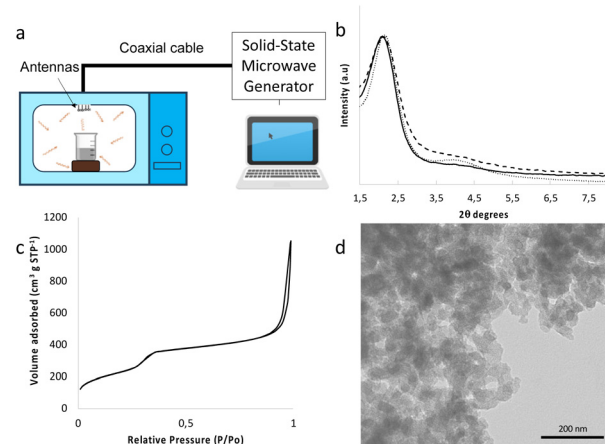 a
Coaxial cable
Antennas
Solid-State
Microwave
Generator
b
Intensity (a.u)
1,5 2,5 3,5 4,5 5,5 6,5 7,5
2θ degrees
c
Volume adsorbed (cm³ g STP⁻¹)
1200
1000
800
600
400
200
0
0 0,5 1
Relative Pressure (P/Po)
d
200 nm